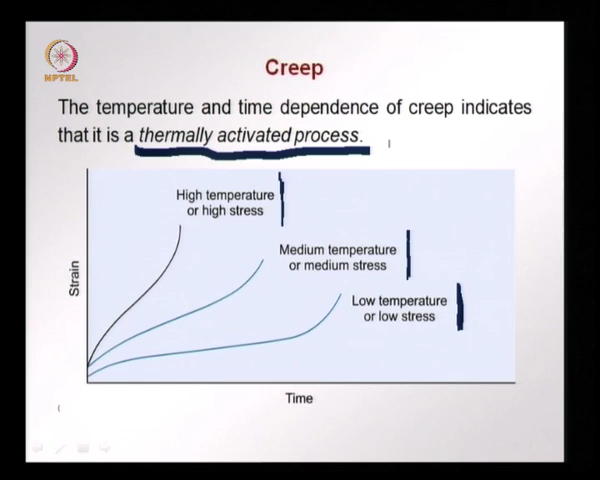 NPTEL
Creep
The temperature and time dependence of creep indicates
that it is a thermally activated process.
High temperature
or high stress
Medium temperature
or medium stress
Low temperature
or low stress
Strain
Time